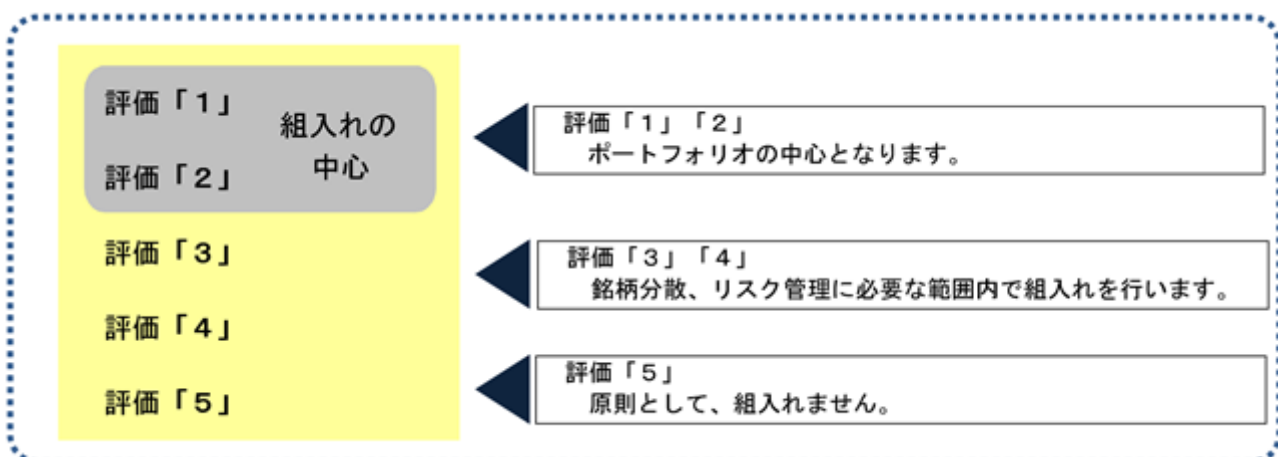 評価「1」
評価「2」
組入れの
中心
評価「3」
評価「4」
評価「5」
評価「1」「2」
ポートフォリオの中心となります。
評価「3」「4」
銘柄分散、リスク管理に必要な範囲内で組入れを行います。
評価「5」
原則として、組入れません。